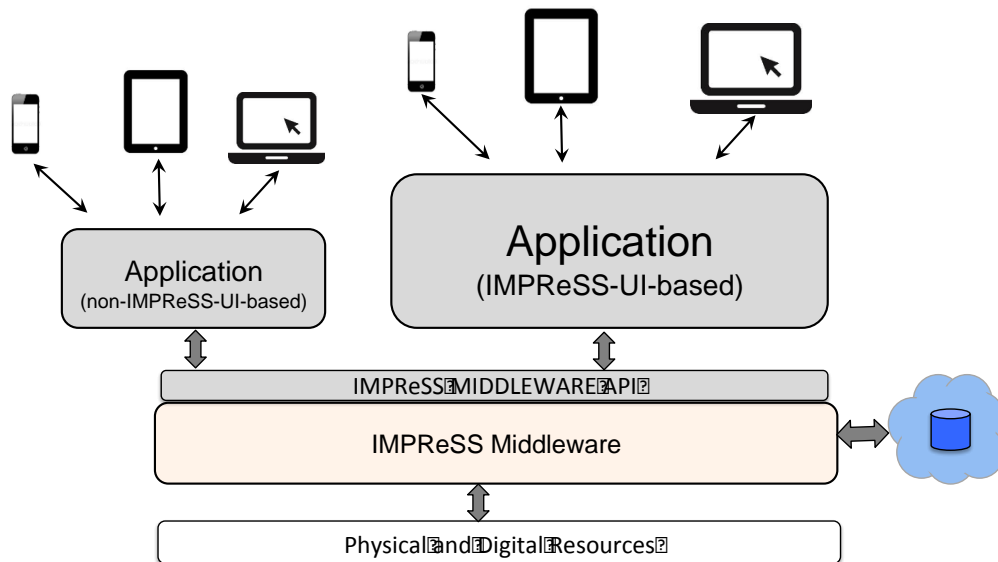 Application
(non-IMPReSS-UI-based)
Application
(IMPReSS-UI-based)
IMPReSS⍰MIDDLEWARE⍰API⍰
IMPReSS Middleware
Physical⍰and⍰Digital⍰Resources⍰